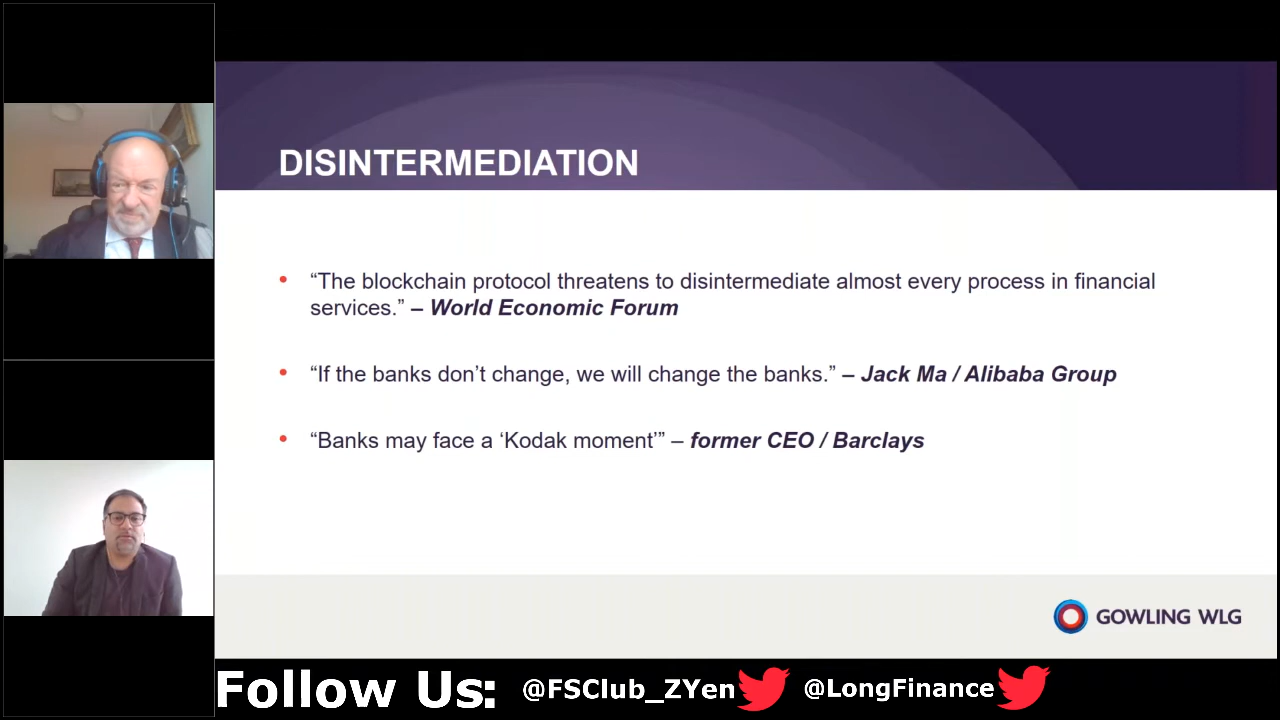 DISINTERMEDIATION
• “The blockchain protocol threatens to disintermediate almost every process in financial
services.” – World Economic Forum
• “If the banks don’t change, we will change the banks.” – Jack Ma / Alibaba Group
• “Banks may face a ‘Kodak moment’” – former CEO / Barclays
GOWLING WLG
Follow Us: @FSClub_ZYen @LongFinance